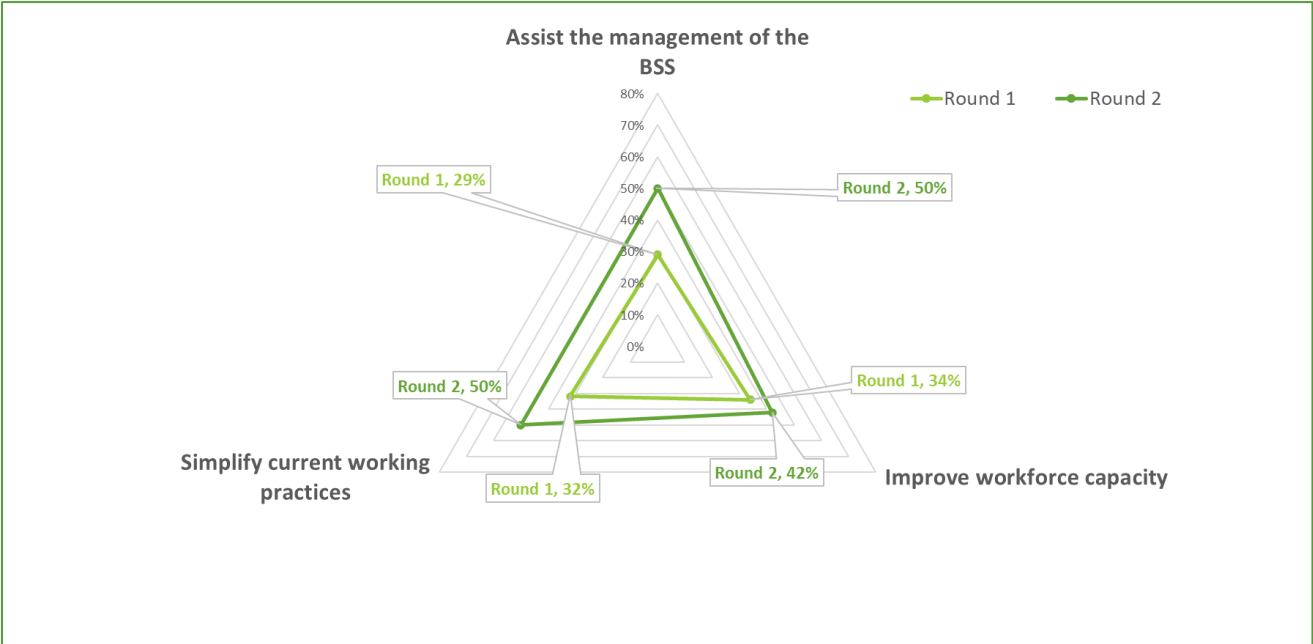 Assist the management of the
BSS
Round 1
Round 2
80%
70%
60%
50%
40%
30%
20%
10%
0%
Round 1, 29%
Round 2, 50%
Round 2, 50%
Round 1, 34%
Round 1, 32%
Round 2, 42%
Simplify current working
practices
Improve workforce capacity